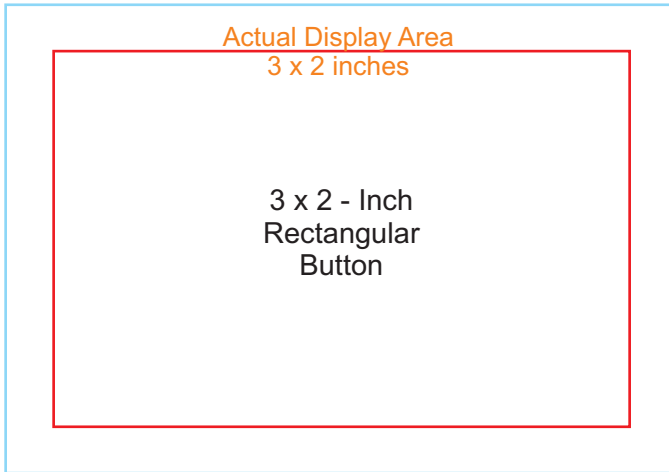 Actual Display Area
3 x 2 inches
3 x 2 - Inch
Rectangular
Button